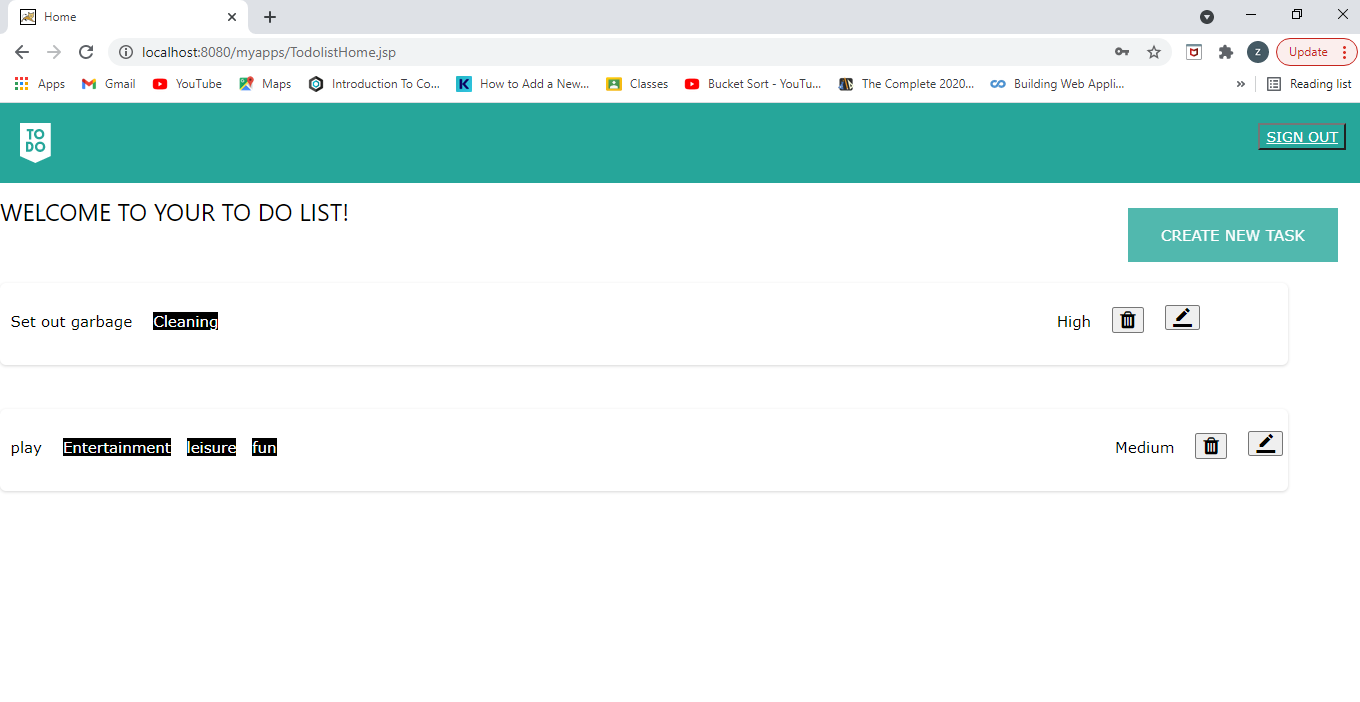 Home
localhost:8080/myapps/TodolistHome.jsp
Z
Update
Apps
Gmail
YouTube
Maps
Introduction To Co...
How to Add a New...
Classes
Bucket Sort - YouTu...
The Complete 2020...
Building Web Appli...
»
Reading list
TO
DO
SIGN OUT
WELCOME TO YOUR TO DO LIST!
CREATE NEW TASK
Set out garbage Cleaning High
play Entertainment leisure fun Medium